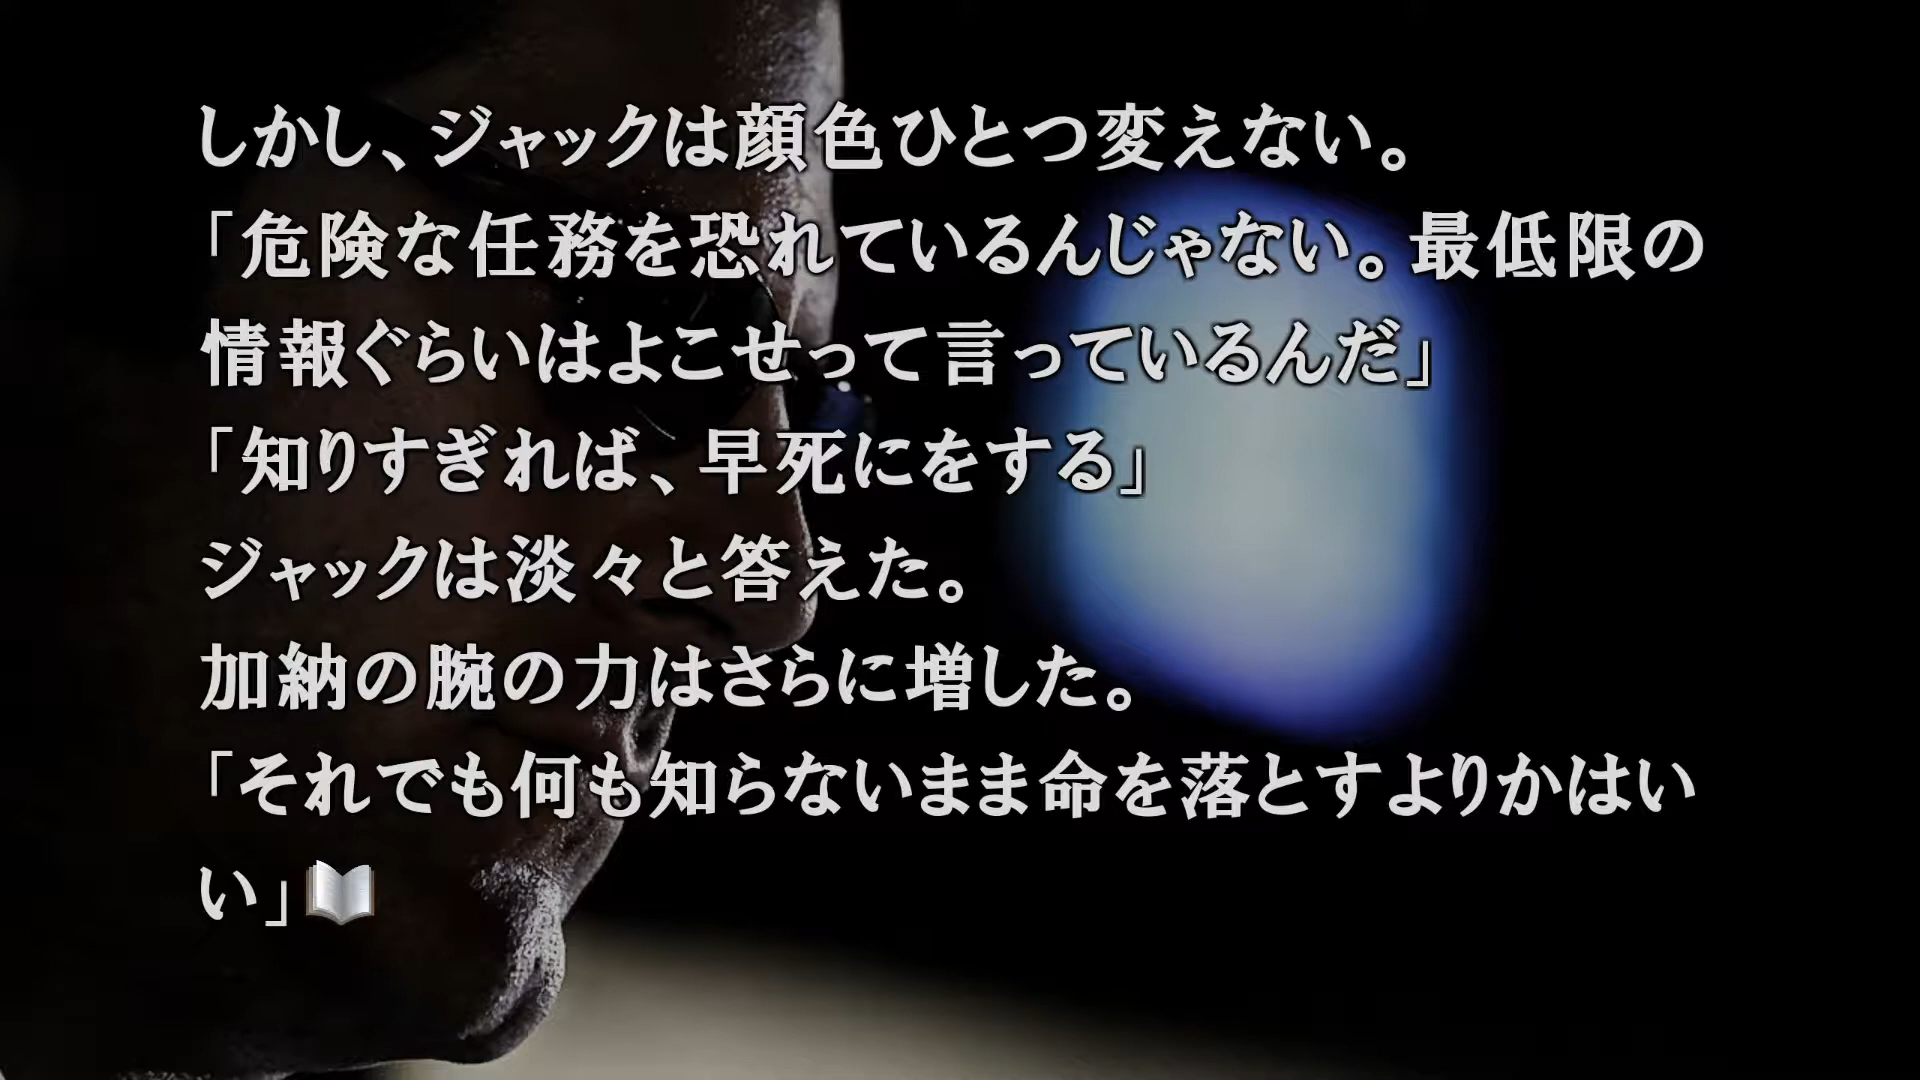 しかし、ジャックは顔色ひとつ変えない。
「危険な任務を恐れているんじゃない。最低限の
情報ぐらいはよこせって言っているんだ」
「知りすぎれば、早死にをする」
ジャックは淡々と答えた。
加納の腕の力はさらに増した。
「それでも何も知らないまま命を落とすよりかはい
い」